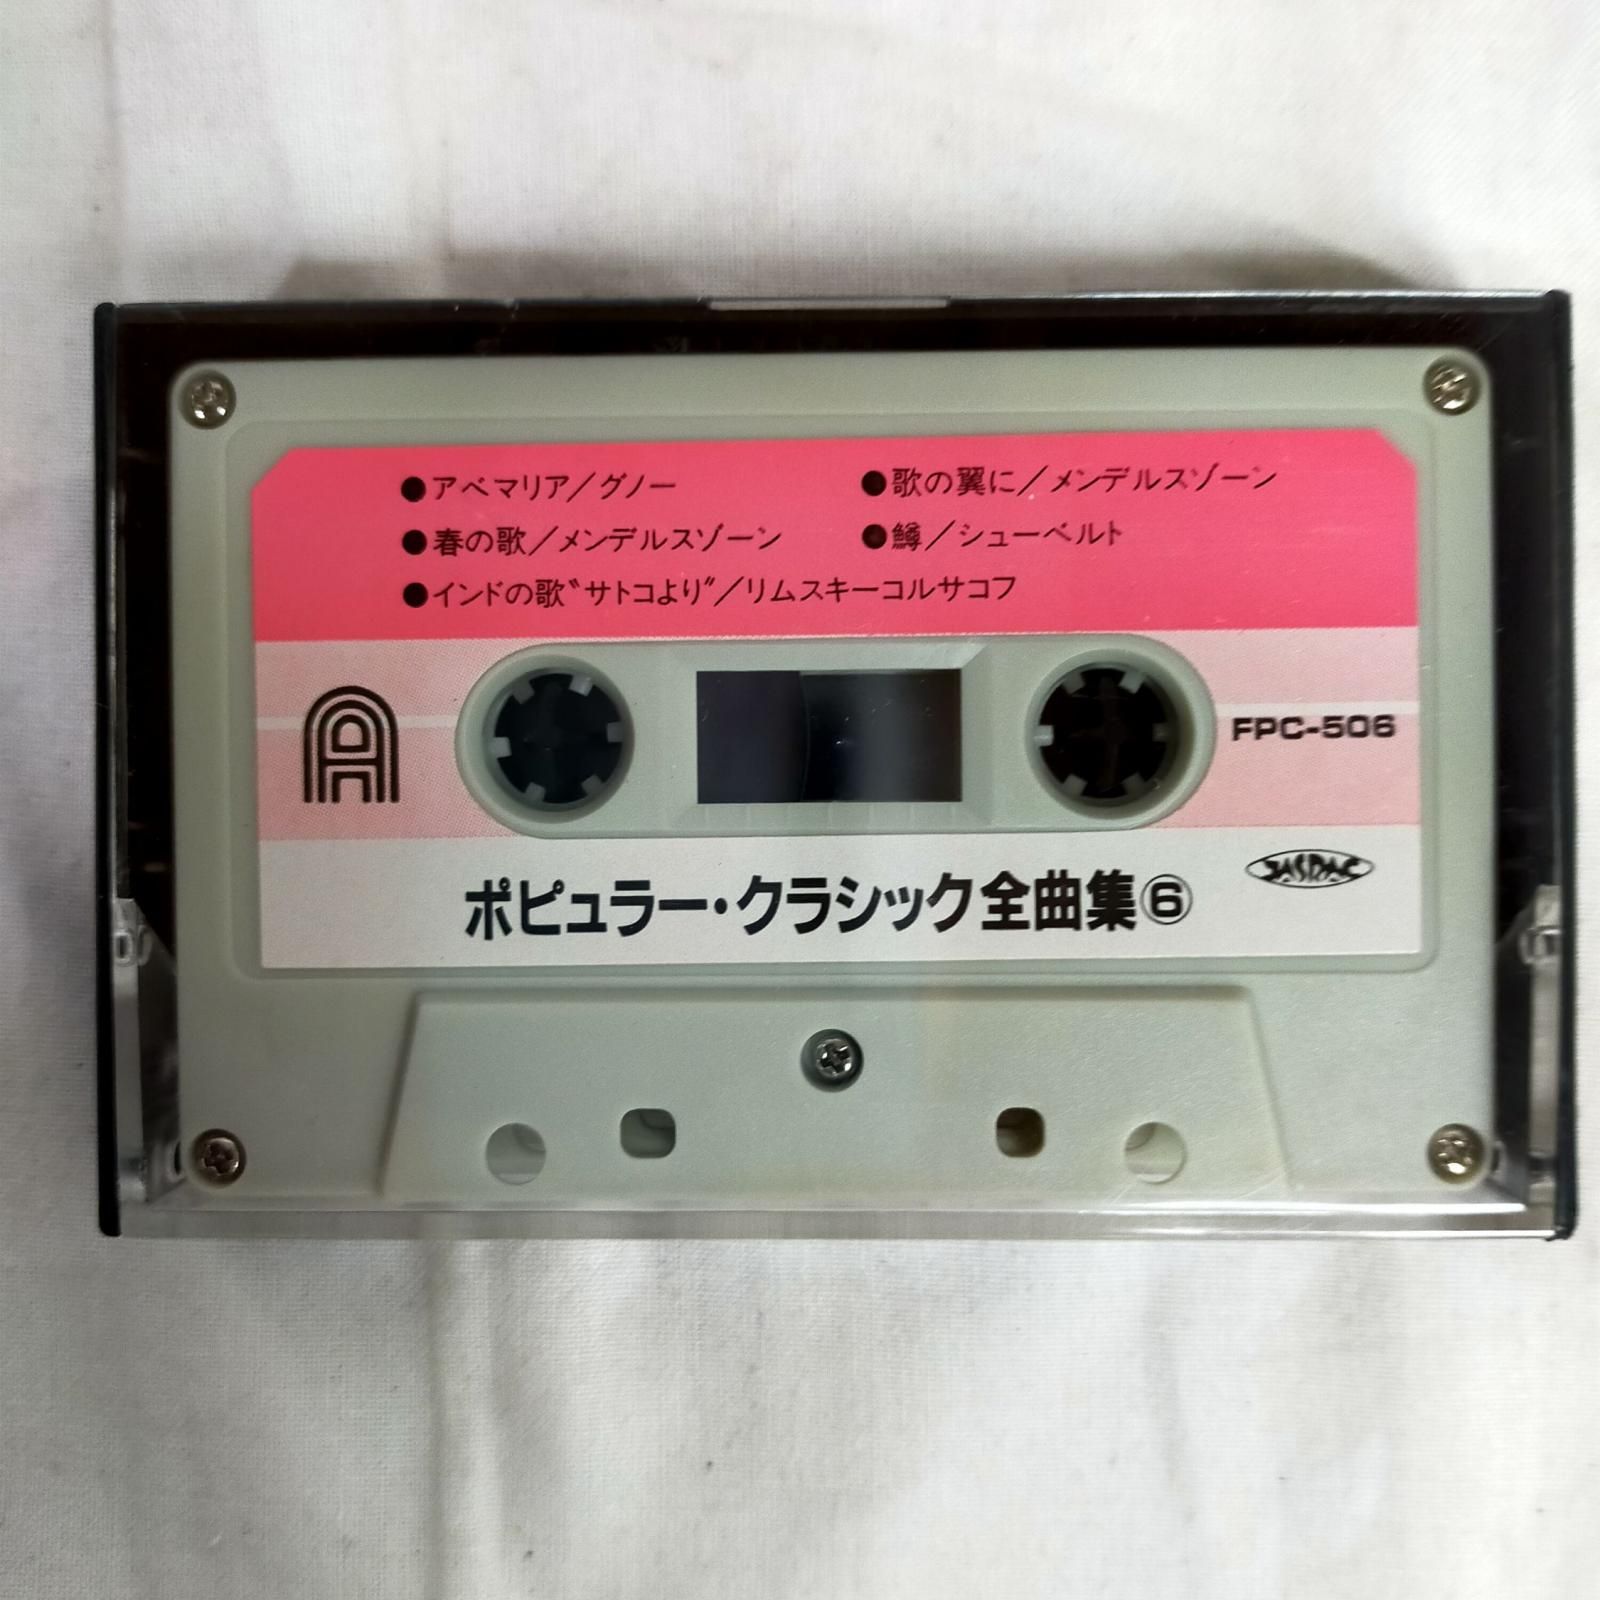 ●アベマリア／グノー
●歌の翼に／メンデルスゾーン
●春の歌／メンデルスゾーン
●鱒／シューベルト
●インドの歌〝サトコより〟／リムスキーコルサコフ
A
FPC-506
JASRAC
ポピュラー・クラシック全曲集⑥